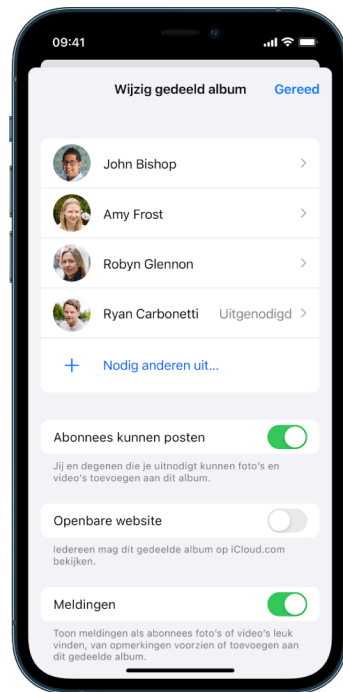 09:41
Wijzig gedeeld album Gereed
John Bishop
Amy Frost
Robyn Glennon
Ryan Carbonetti Uitgenodigd
Nodig anderen uit...
Abonnees kunnen posten
Jij en degenen die je uitnodigt kunnen foto's en
video's toevoegen aan dit album.
Openbare website
Iedereen mag dit gedeelde album op iCloud.com
bekijken.
Meldingen
Toon meldingen als abonnees foto's of video's leuk
vinden, van opmerkingen voorzien of toevoegen aan
dit gedeelde album.